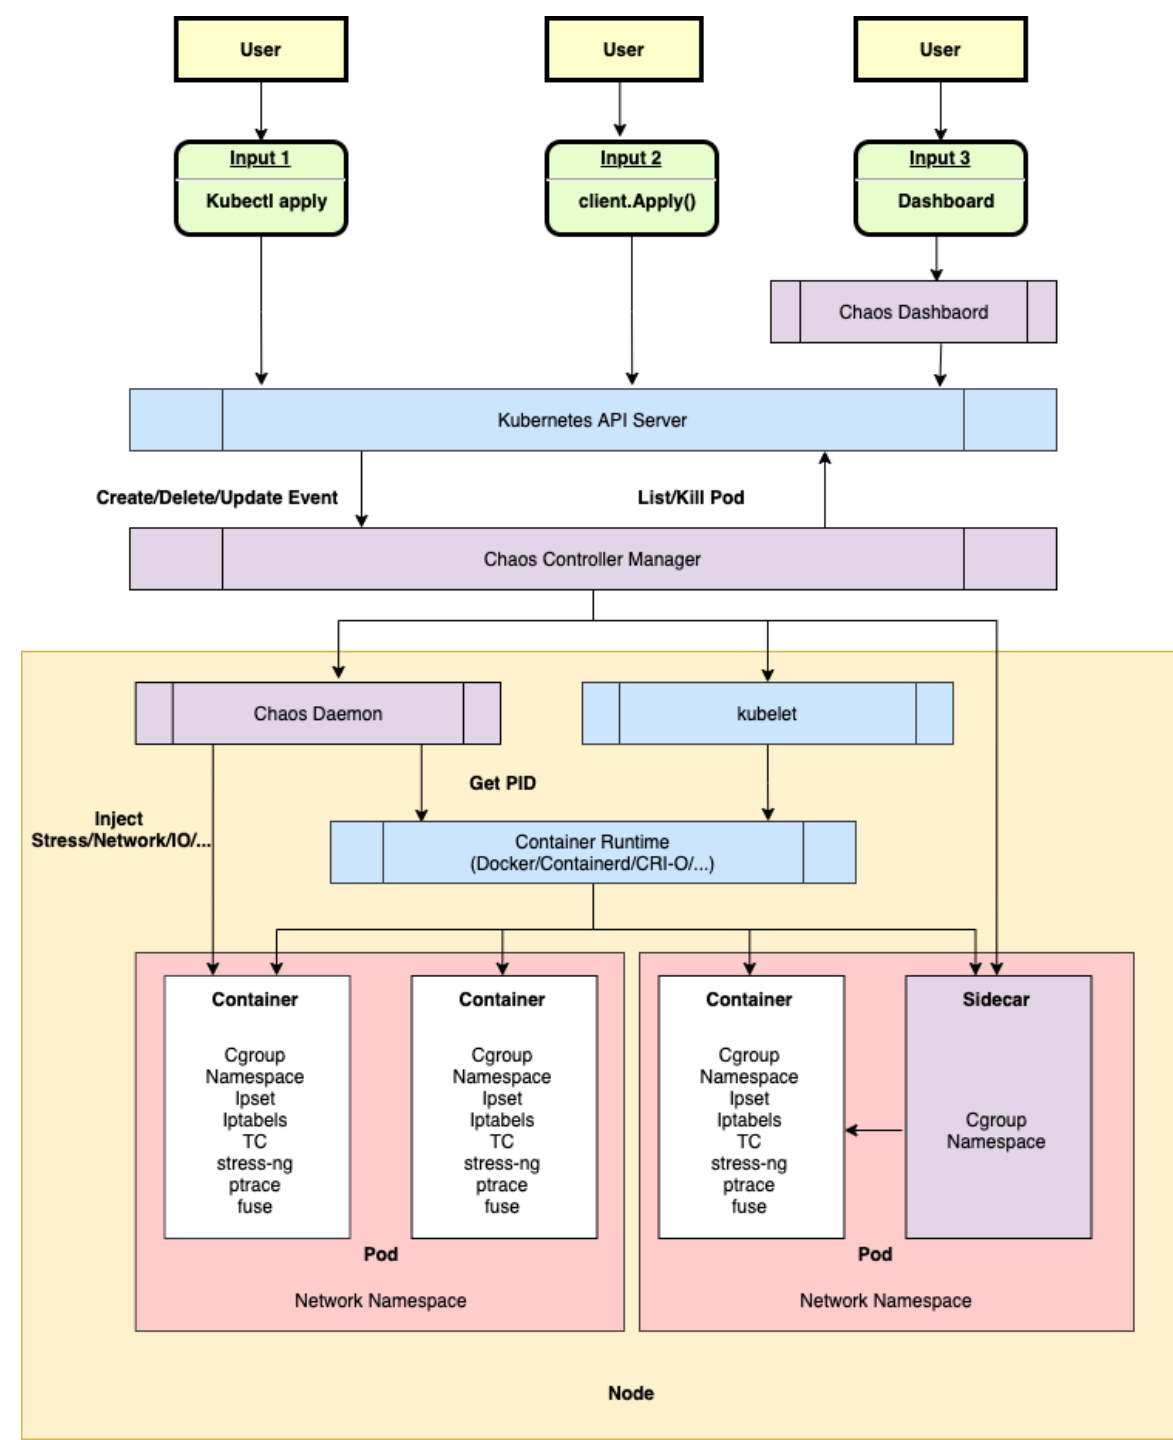 User
User
User
Input 1
Kubectl apply
Input 2
client.Apply()
Input 3
Dashboard
Chaos Dashbaord
Kubernetes API Server
Create/Delete/Update Event
List/Kill Pod
Chaos Controller Manager
Chaos Daemon
kubelet
Get PID
Inject
Stress/Network/IO/...
Container Runtime
(Docker/Containerd/CRI-O/...)
Container
Cgroup
Namespace
Ipset
Iptabels
TC
stress-ng
ptrace
fuse
Container
Cgroup
Namespace
Ipset
Iptabels
TC
stress-ng
ptrace
fuse
Pod
Network Namespace
Container
Cgroup
Namespace
Ipset
Iptabels
TC
stress-ng
ptrace
fuse
Sidecar
Cgroup
Namespace
Pod
Network Namespace
Node